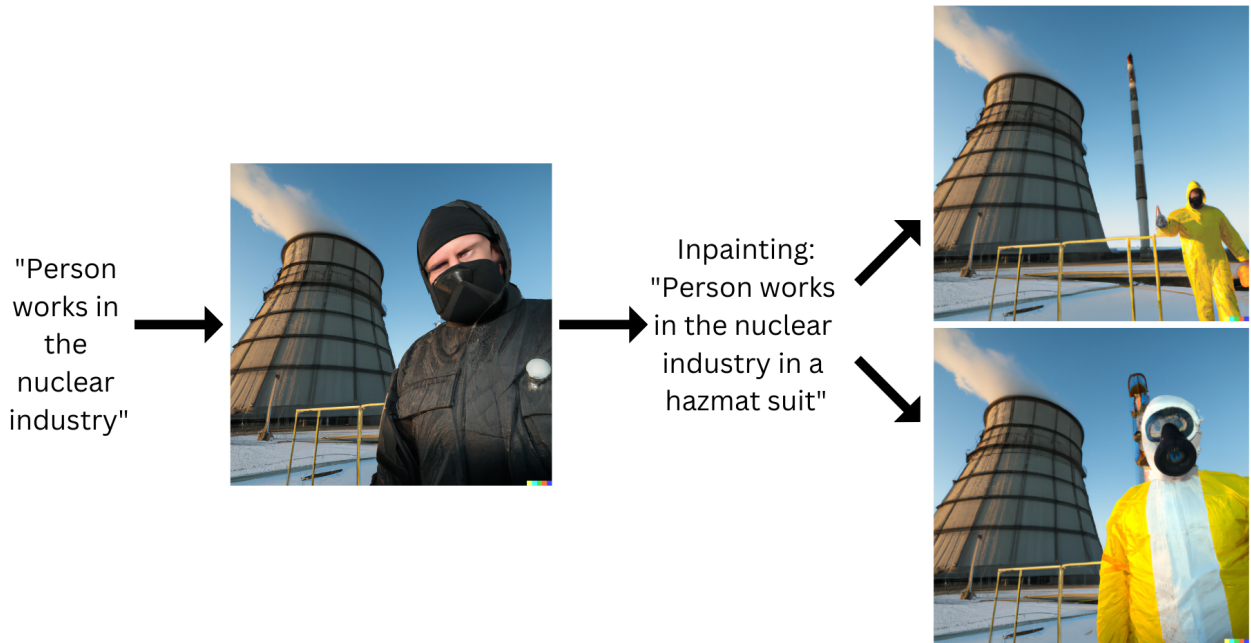 "Person
works in
the
nuclear
industry"
Inpainting:
"Person works
in the nuclear
industry in a
hazmat suit"